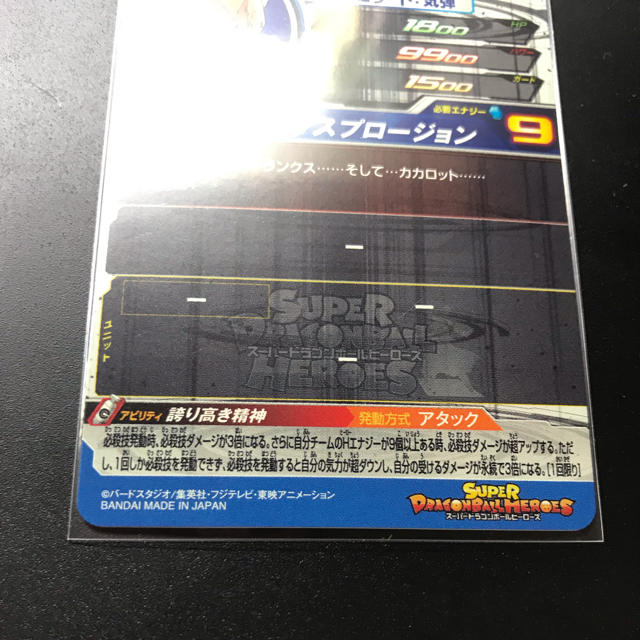 ード：気弾
1800 HP
9900 パワー
1500 ガード
必要エナジー 9
スプロージョン
ンクス……そして…カカロット……
ー
ー ー
ユニット
SUPER
DRAGONBALL
スーパードラゴンボールヒーローズ
HEROES
ー
アビリティ 誇り高き精神 発動方式 アタック
必殺技発動時、必殺技ダメージが3倍になる。さらに自分チームのHエナジーが9個以上ある時、必殺技ダメージが超アップする。ただ
し、1回しか必殺技を発動できず、必殺技を発動すると自分の気力が超ダウンし、自分の受けるダメージが永続で3倍になる。[1回限り]
©バードスタジオ/集英社・フジテレビ・東映アニメーション
BANDAI MADE IN JAPAN
SUPER
DRAGONBALL HEROES
スーパードラゴンボールヒーローズ